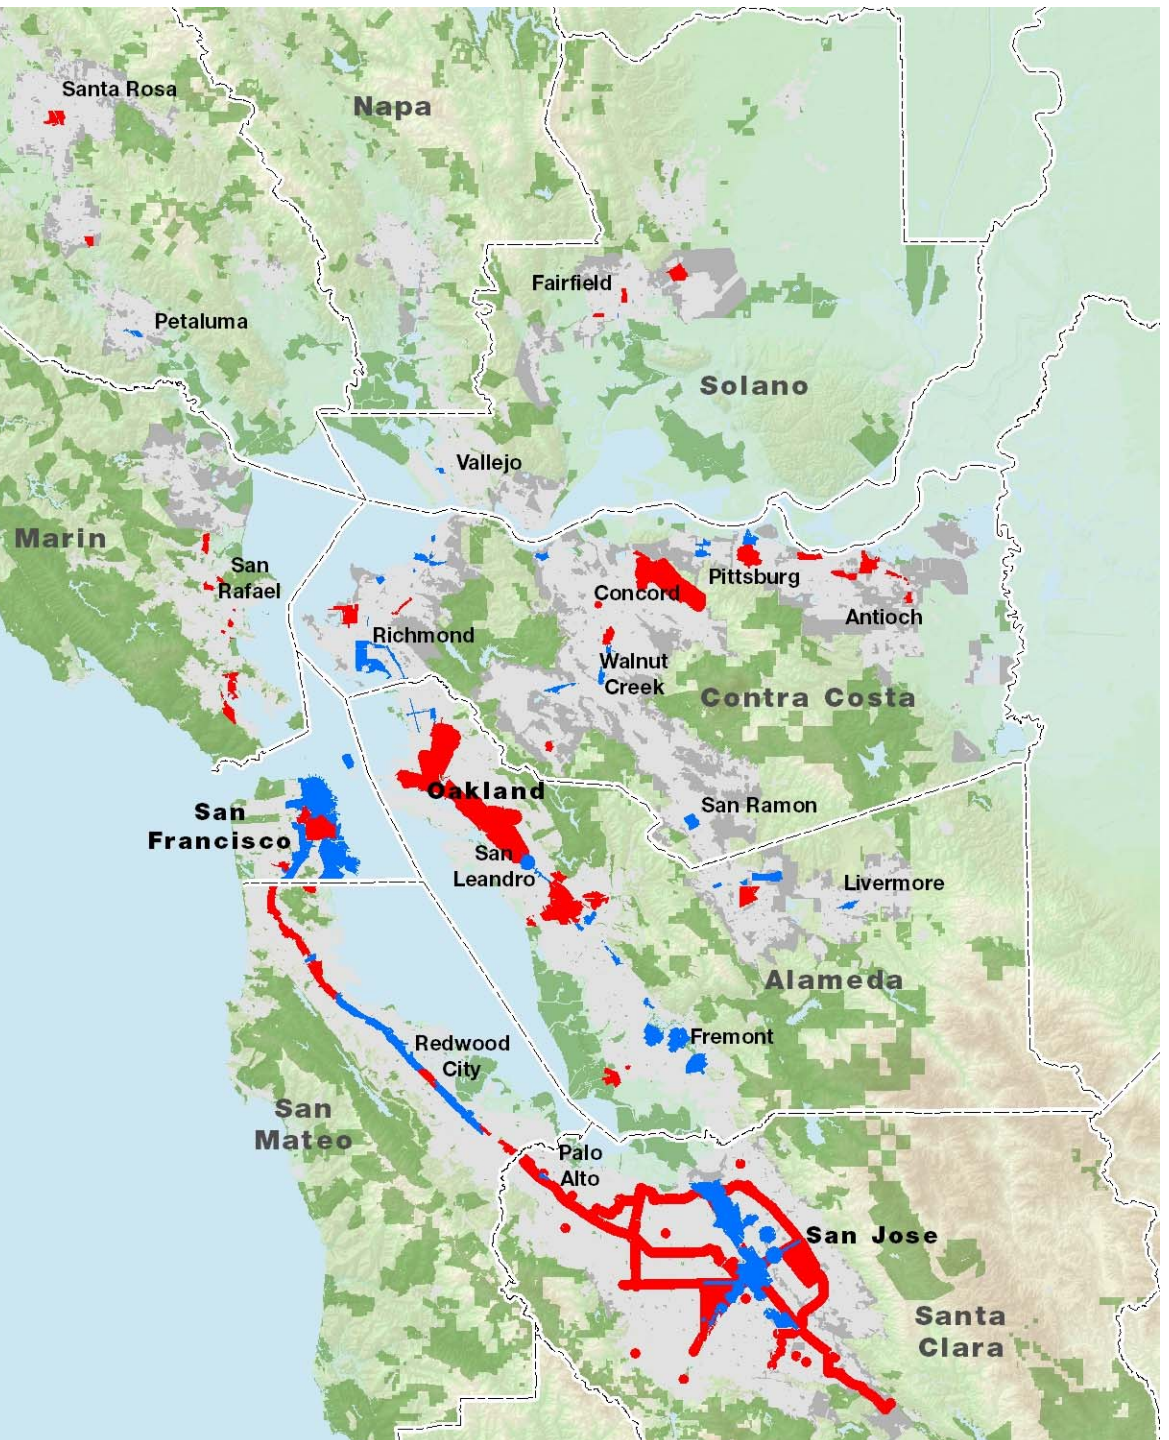 Santa Rosa
Napa
Fairfield
Petaluma
Solano
Vallejo
Marin
San
Rafael
Concord
Pittsburg
Antioch
Richmond
Walnut
Creek
Contra Costa
Oakland
San Ramon
San
Francisco
San
Leandro
Livermore
Alameda
Fremont
Redwood
City
San
Mateo
Palo
Alto
San Jose
Santa
Clara